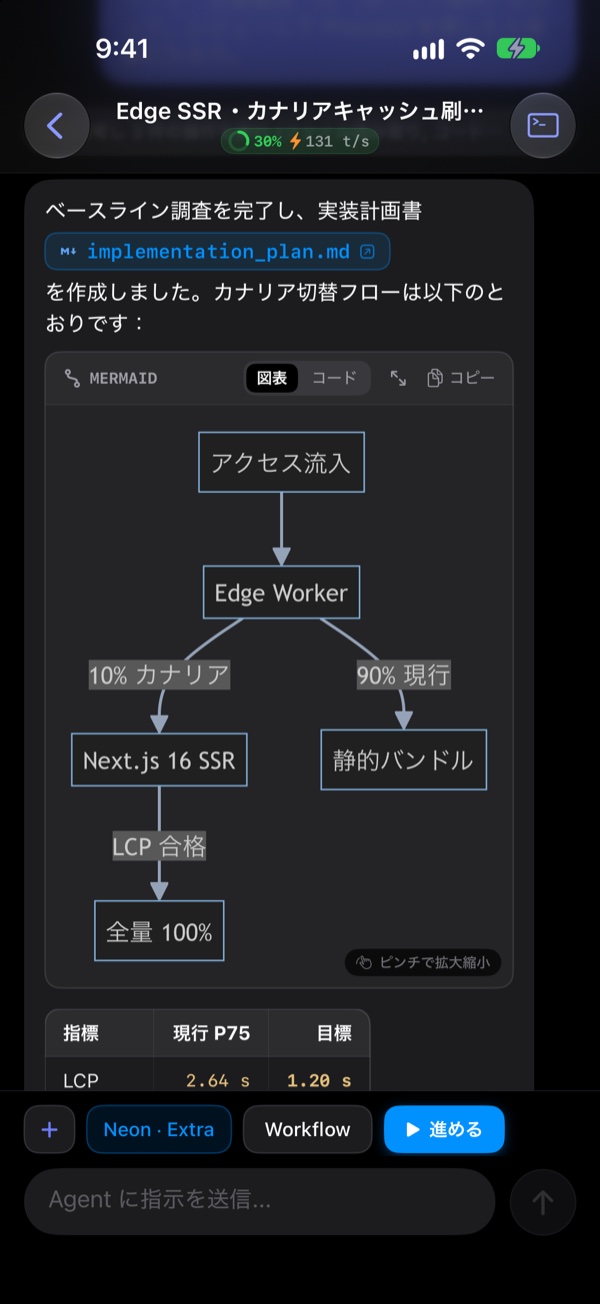 9:41
Edge SSR・カナリアキャッシュ刷…
30% ⚡131 t/s
ベースライン調査を完了し、実装計画書
M↓ implementation_plan.md
を作成しました。カナリア切替フローは以下のと
おりです：
MERMAID 図表 コード コピー
アクセス流入
Edge Worker
10% カナリア 90% 現行
Next.js 16 SSR 静的バンドル
LCP 合格
全量 100%
ピンチで拡大縮小
指標 現行 P75 目標
LCP 2.64 s 1.20 s
+ Neon · Extra Workflow ▶ 進める
Agent に指示を送信...